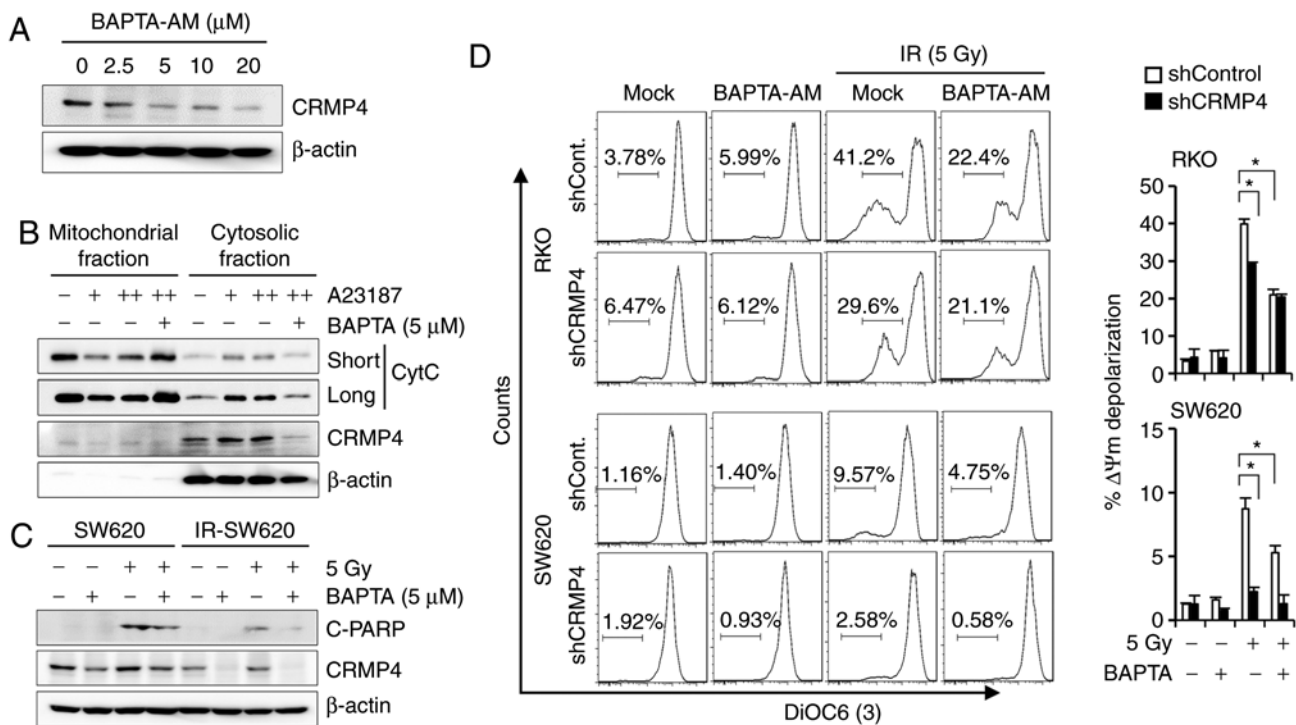 A
BAPTA-AM (μM)
0 2.5 5 10 20
CRMP4
β-actin
B
Mitochondrial fraction
Cytosolic fraction
− + ++ ++ − + ++ ++ A23187
− − − + − − − + BAPTA (5 μM)
Short
Long
CytC
CRMP4
β-actin
C
SW620 IR-SW620
− − + + − − + + 5 Gy
− + − + − + − + BAPTA (5 μM)
C-PARP
CRMP4
β-actin
D
IR (5 Gy)
Mock BAPTA-AM Mock BAPTA-AM
Counts
RKO
shCont.
3.78% 5.99% 41.2% 22.4%
shCRMP4
6.47% 6.12% 29.6% 21.1%
SW620
shCont.
1.16% 1.40% 9.57% 4.75%
shCRMP4
1.92% 0.93% 2.58% 0.58%
DiOC6 (3)
shControl
shCRMP4
% ΔΨm depolarization
RKO
*
*
50
40
30
20
10
0
SW620
*
*
15
10
5
0
5 Gy − − + +
BAPTA − + − +